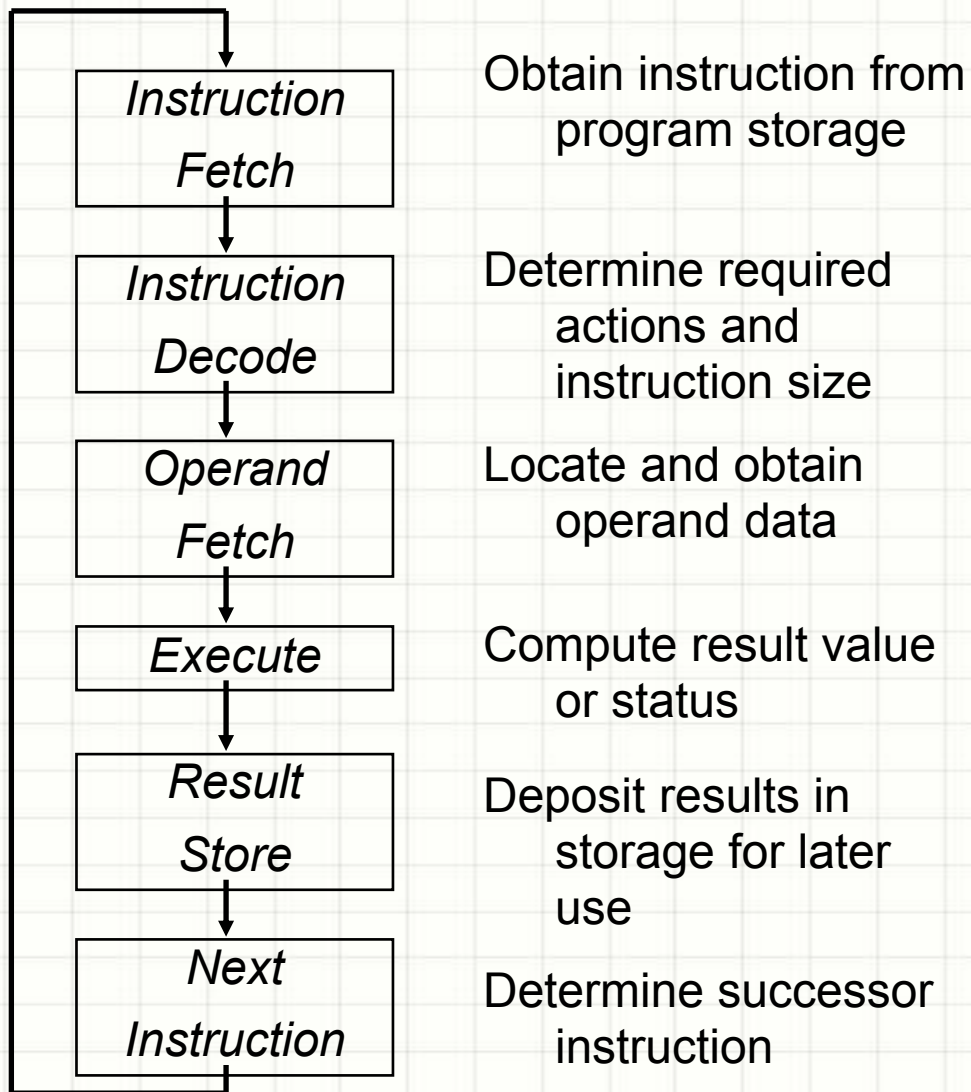 Instruction
Fetch
Obtain instruction from
program storage
Instruction
Decode
Determine required
actions and
instruction size
Operand
Fetch
Locate and obtain
operand data
Execute
Compute result value
or status
Result
Store
Deposit results in
storage for later
use
Next
Instruction
Determine successor
instruction